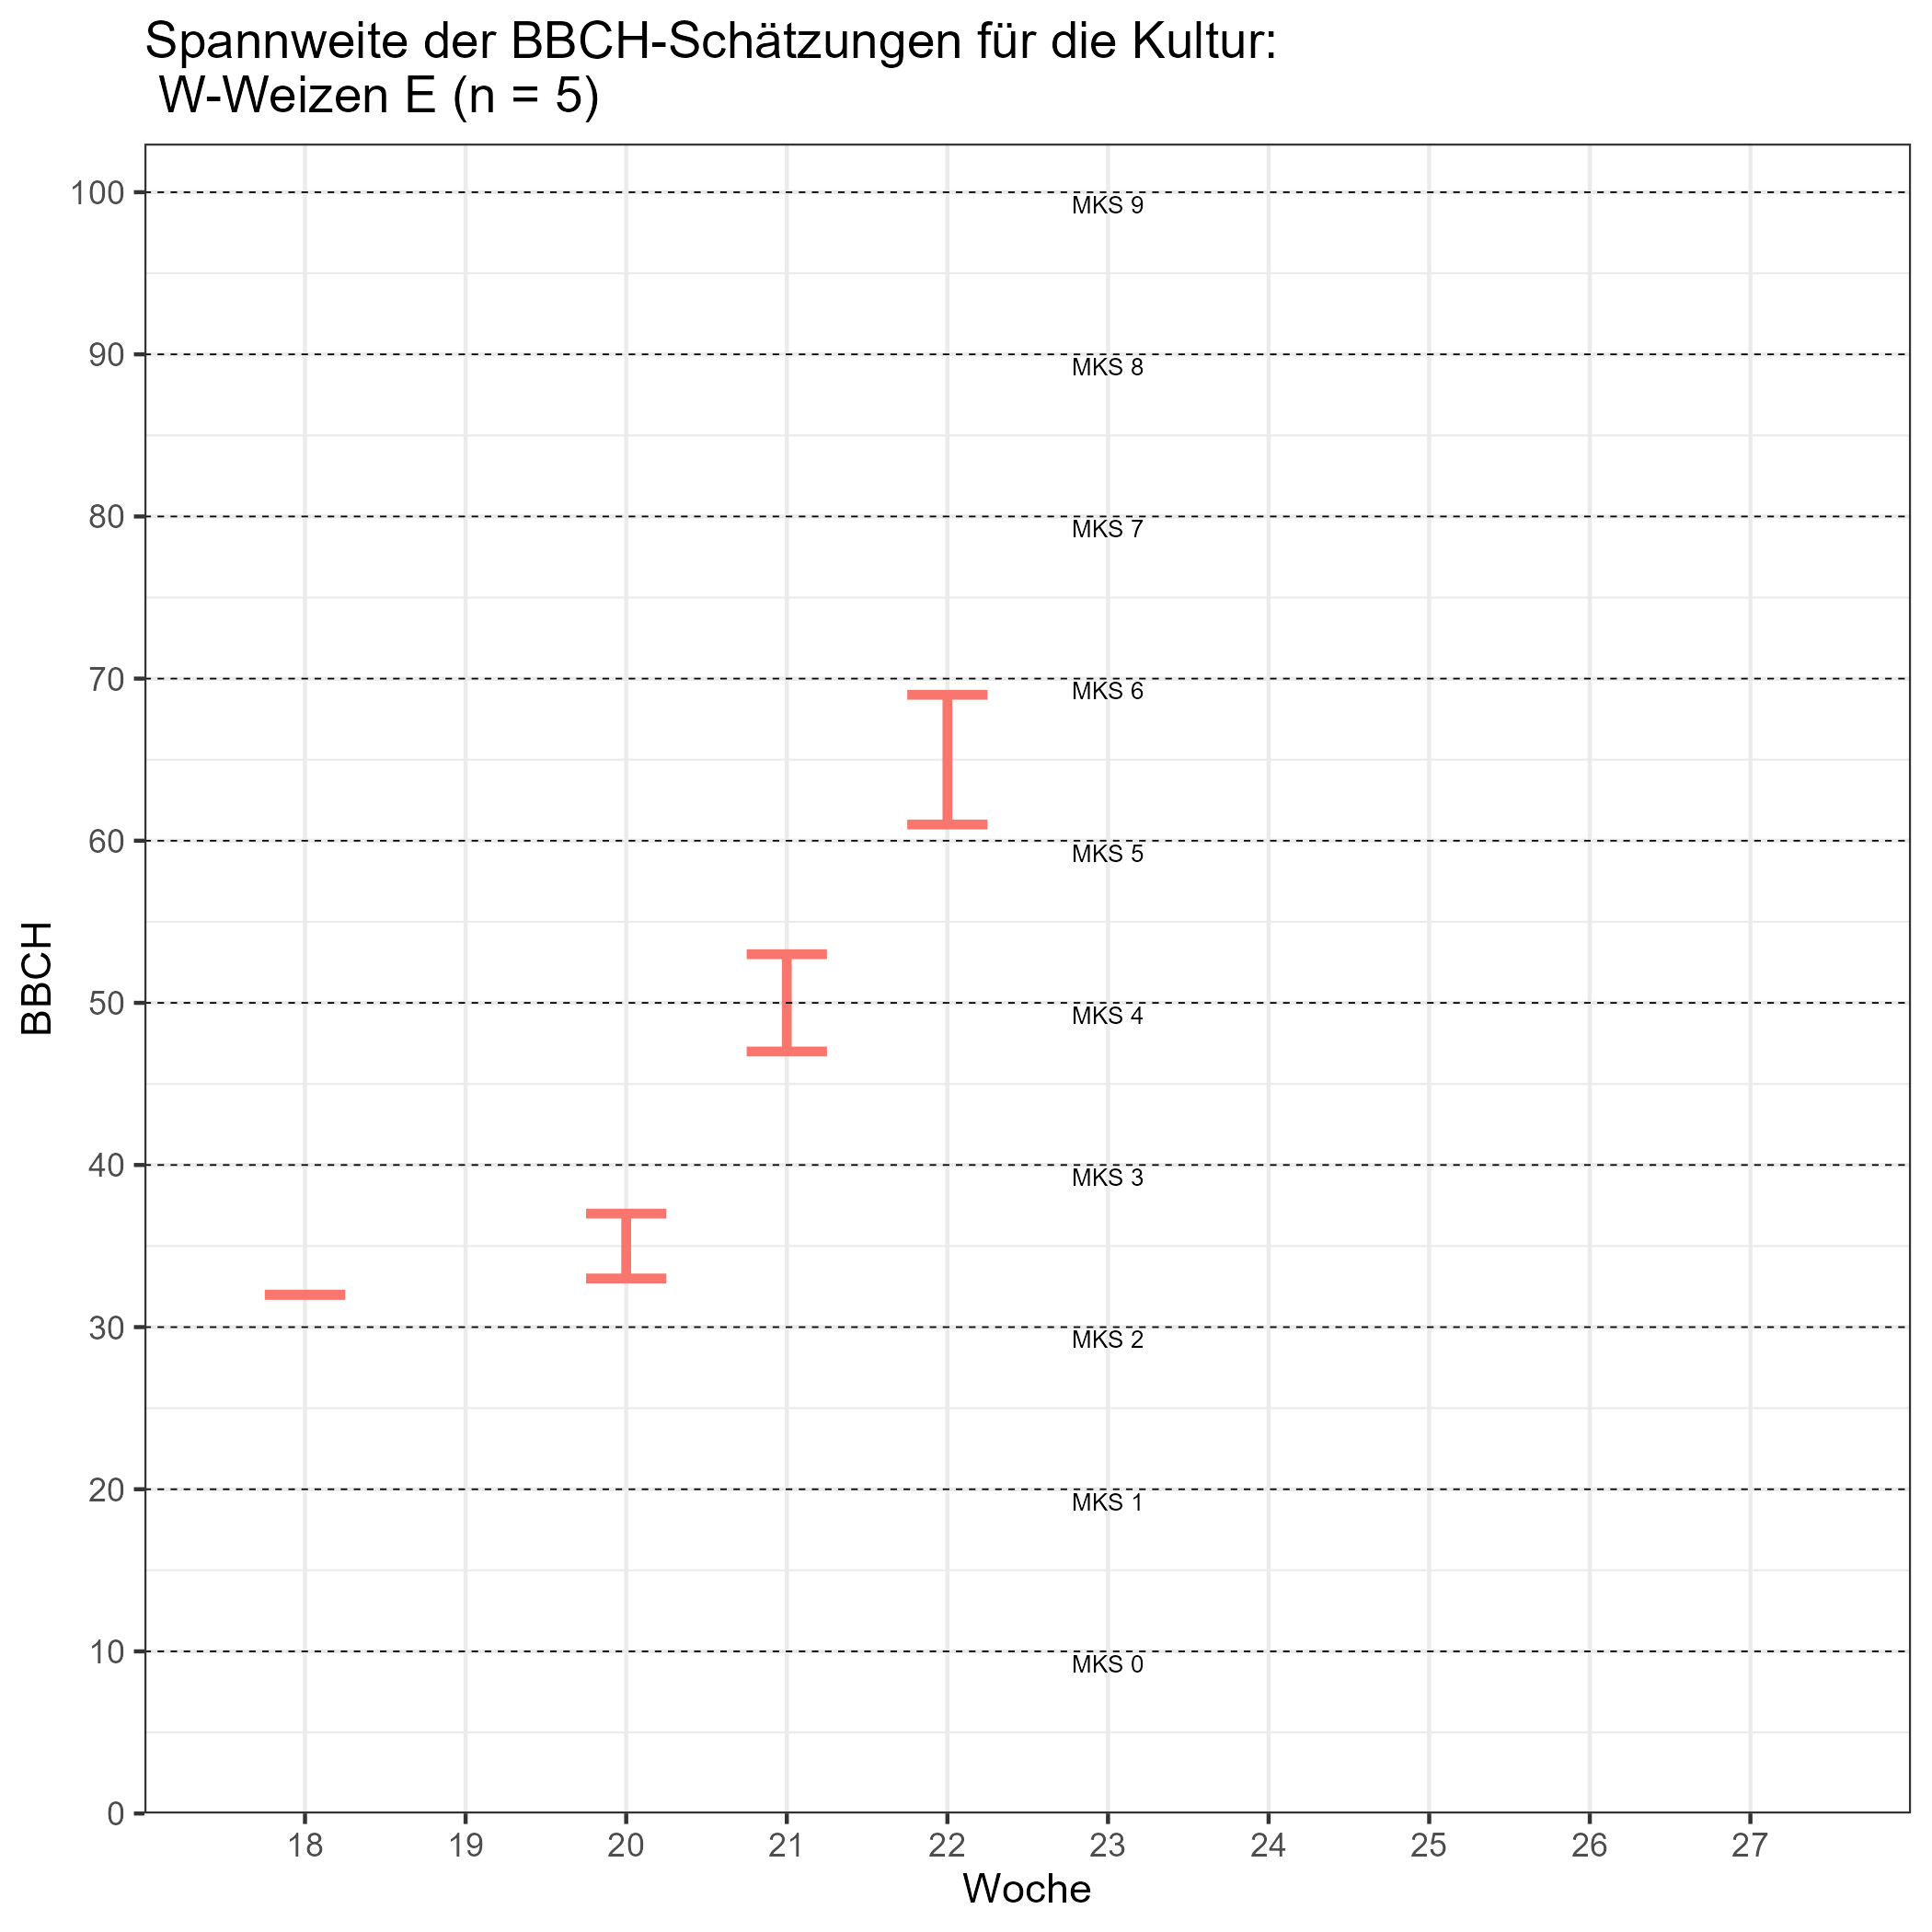 Spannweite der BBCH-Schätzungen für die Kultur:
W-Weizen E (n = 5)
100
MKS 9
90
MKS 8
80
MKS 7
70
MKS 6
60
MKS 5
BBCH
50
MKS 4
40
MKS 3
30
MKS 2
20
MKS 1
10
MKS 0
0
18 19 20 21 22 23 24 25 26 27
Woche